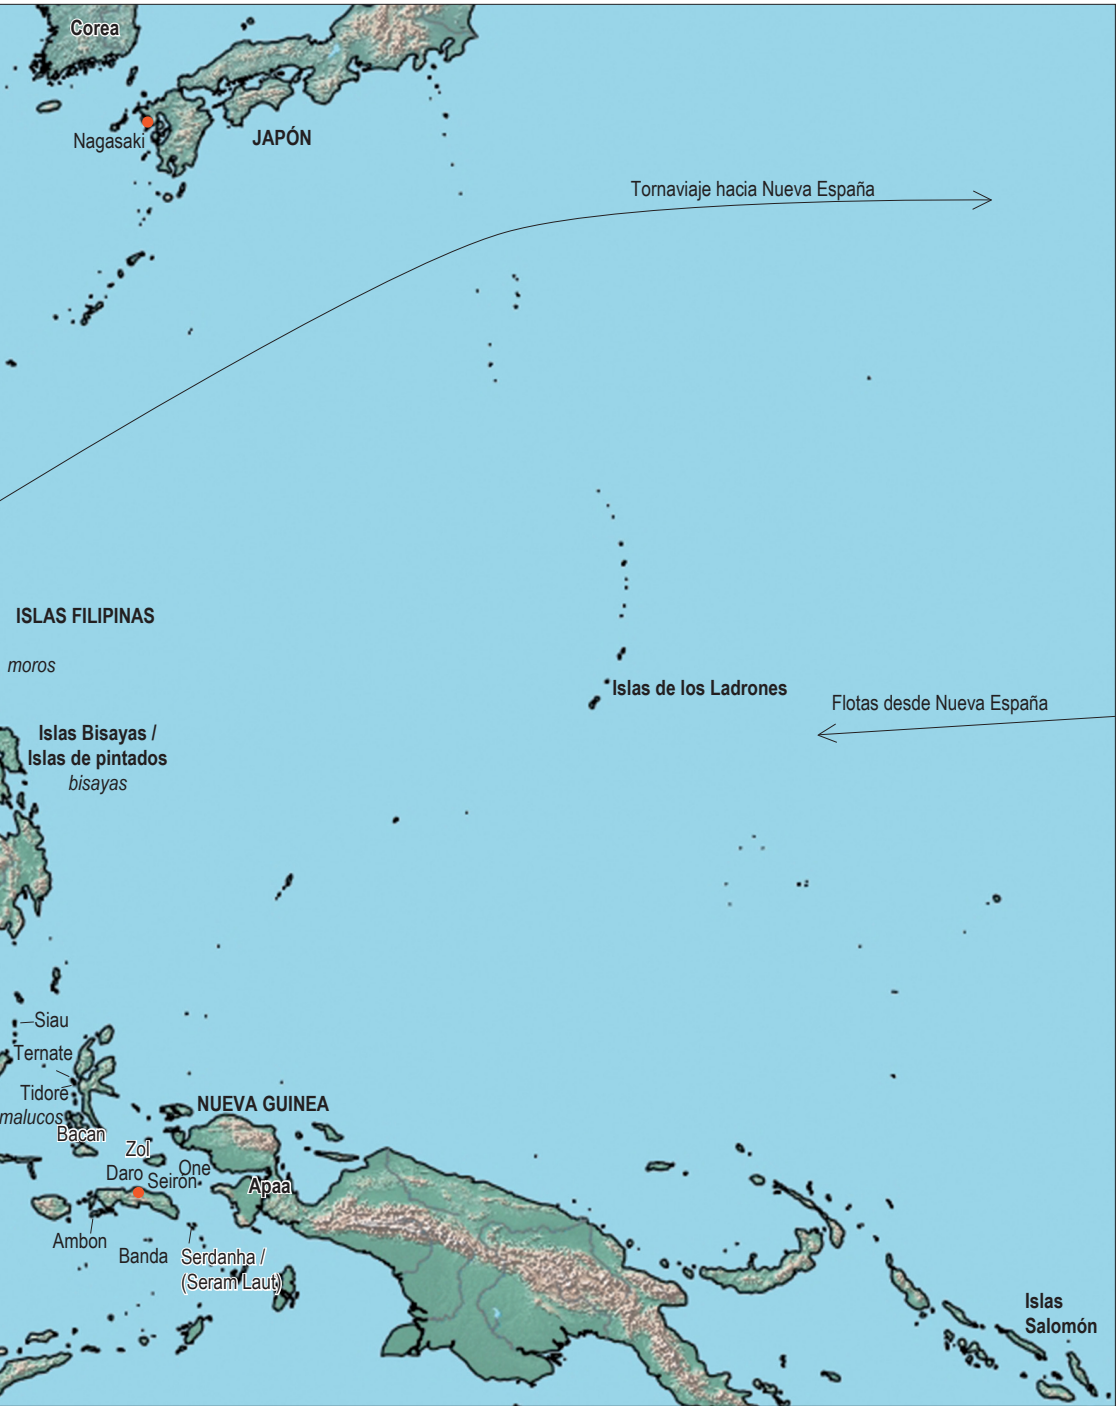 Corea
Nagasaki
JAPÓN
Tornaviaje hacia Nueva España
ISLAS FILIPINAS
moros
Islas de los Ladrones
Flotas desde Nueva España
Islas Bisayas /
Islas de pintados
bisayas
Siau
Ternate
Tidore
malucos
Bacan
NUEVA GUINEA
Zol
One
Daro
Seiron
Apaa
Ambon
Banda
Serdanha /
(Seram Laut)
Islas
Salomón